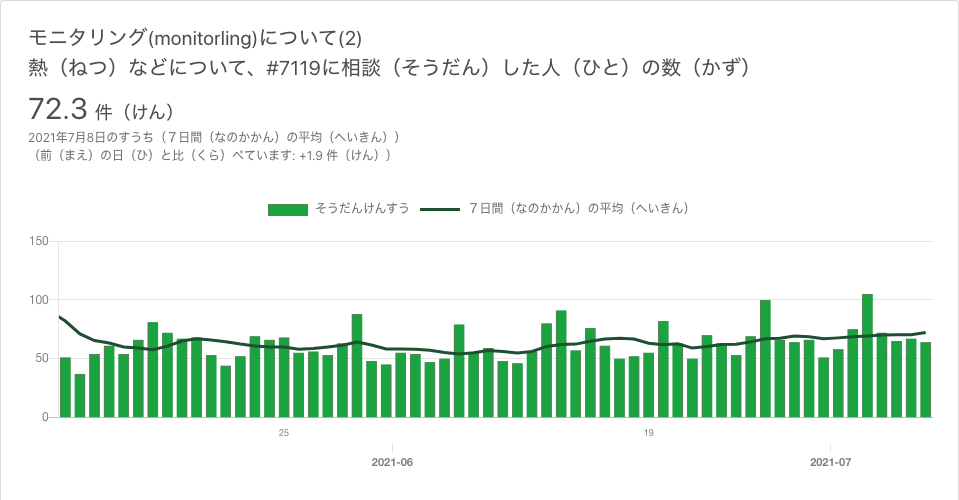 モニタリング(monitorling)について(2)
熱（ねつ）などについて、#7119に相談（そうだん）した人（ひと）の数（かず）
72.3 件（けん）
2021年7月8日のすうち（７日間（なのかかん）の平均（へいきん））
（前（まえ）の日（ひ）と比（くら）べています: +1.9 件（けん））
そうだんけんすう ７日間（なのかかん）の平均（へいきん）
150
100
50
0
25 19
2021-06 2021-07